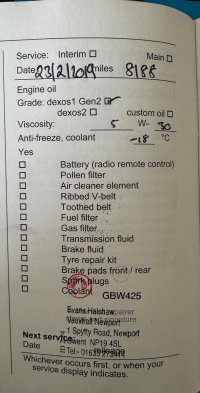 Service: Interim Main
Date 23/2/2019 miles 8188
Engine oil
Grade: dexos1 Gen2
dexos2 custom oil
Viscosity: 5 W- 30
Anti-freeze, coolant -18 °C
Yes
Battery (radio remote control)
Pollen filter
Air cleaner element
Ribbed V-belt
Toothed belt
Fuel filter
Gas filter
Transmission fluid
Brake fluid
Tyre repair kit
Brake pads front / rear
Spark plugs
Coolant GBW425
Evans Halshaw
Vauxhall Newport
1 Spytty Road, Newport
Next service:
Gwent NP19 4SL
Date
Tel:- 01633
Whichever occurs first, or when your
service display indicates.